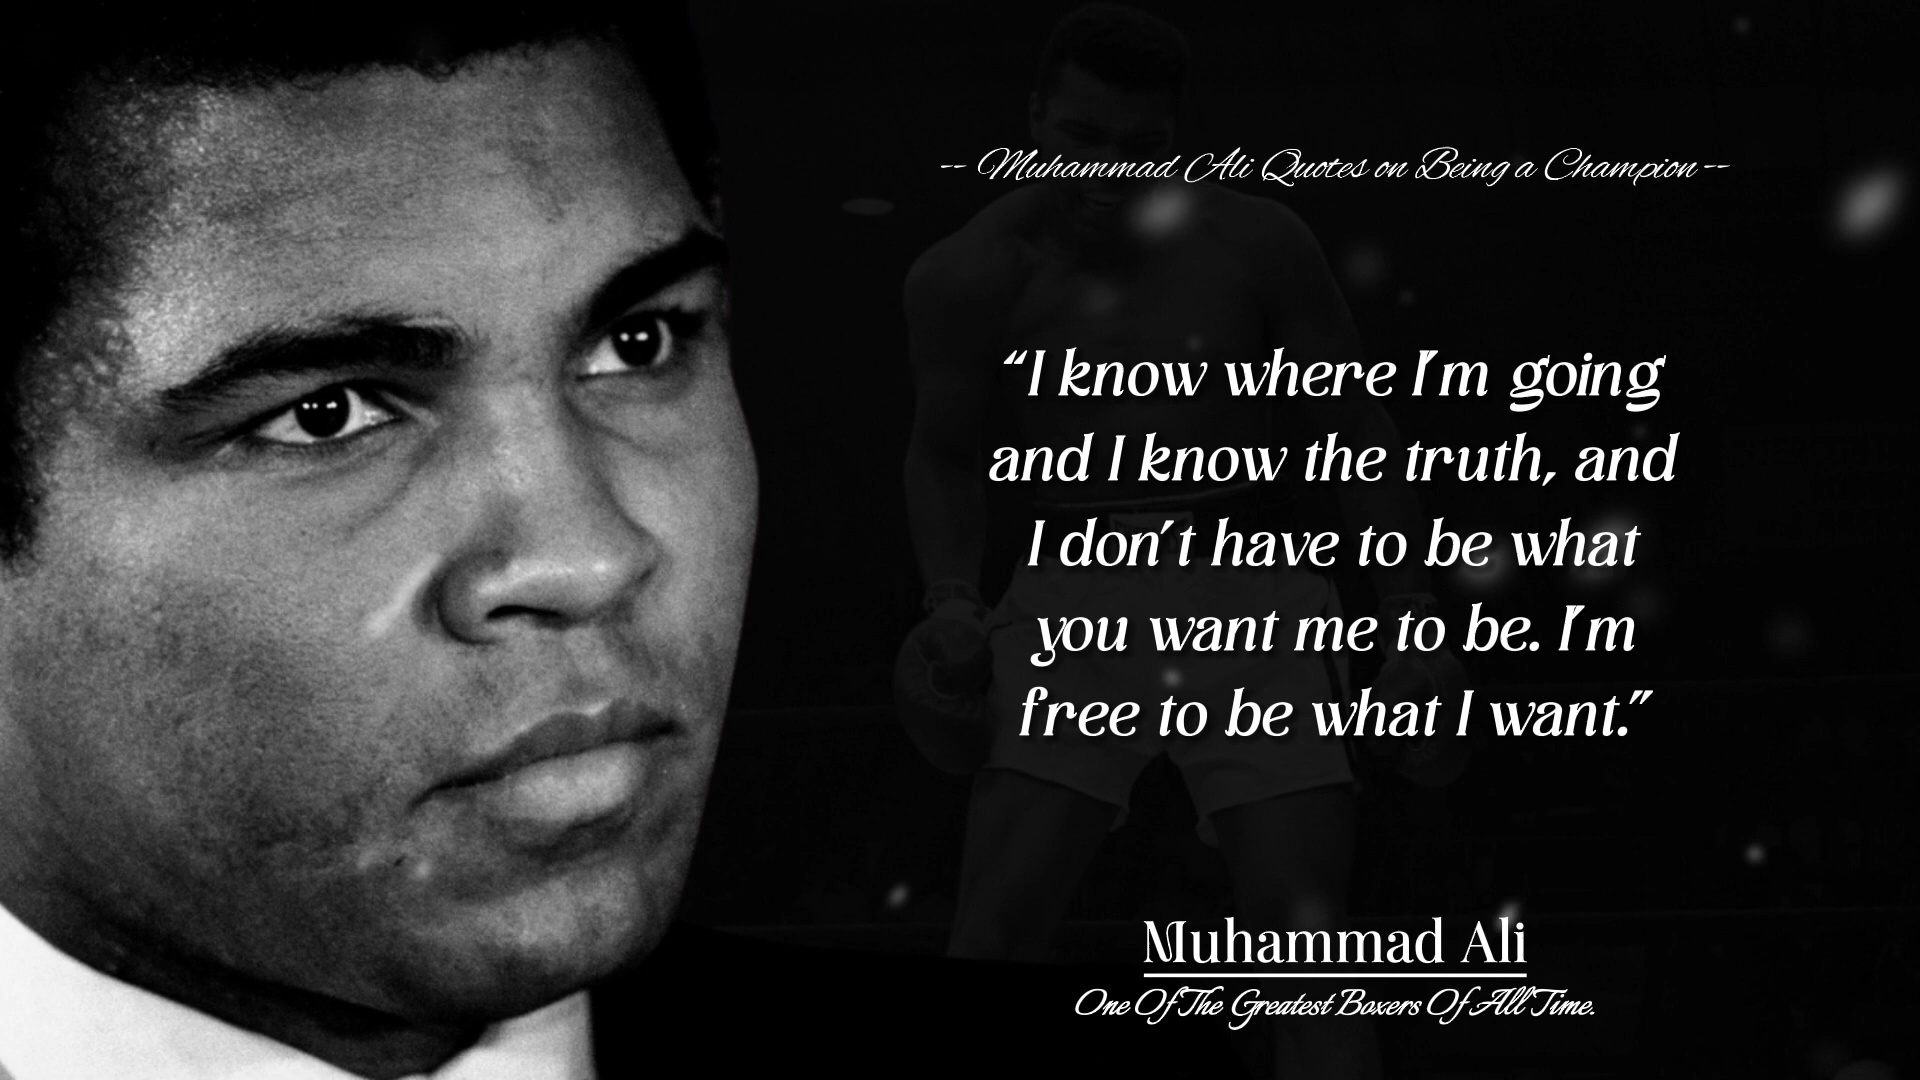 -- Muhammad Ali Quotes on Being a Champion --
“I know where I’m going
and I know the truth, and
I don’t have to be what
you want me to be. I’m
free to be what I want.”
Muhammad Ali
One Of The Greatest Boxers Of All Time.